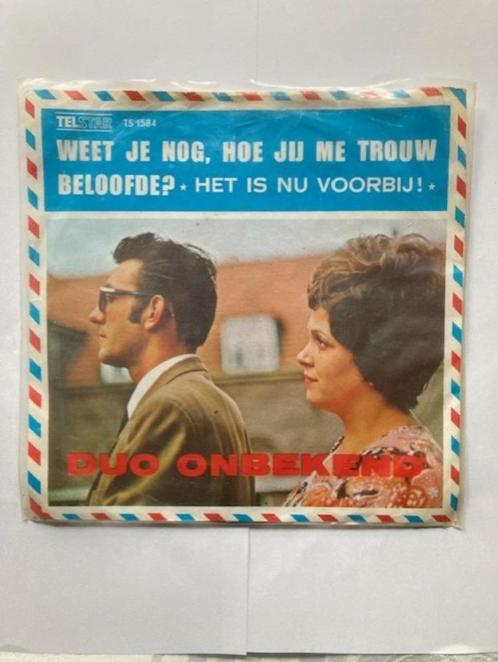 TELSTAR TS 1584
WEET JE NOG, HOE JIJ ME TROUW
BELOOFDE? * HET IS NU VOORBIJ! *
DUO ONBEKEND